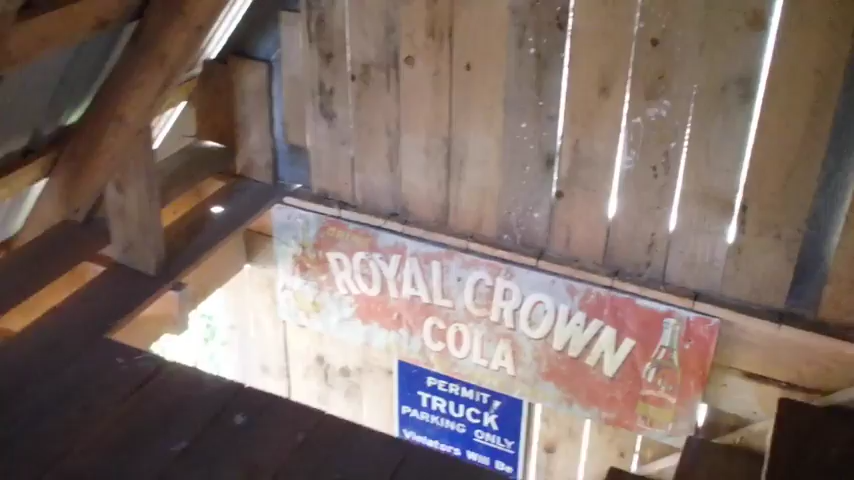 ROYAL CROWN
COLA
PERMIT
TRUCK
PARKING ONLY
Violators Will Be